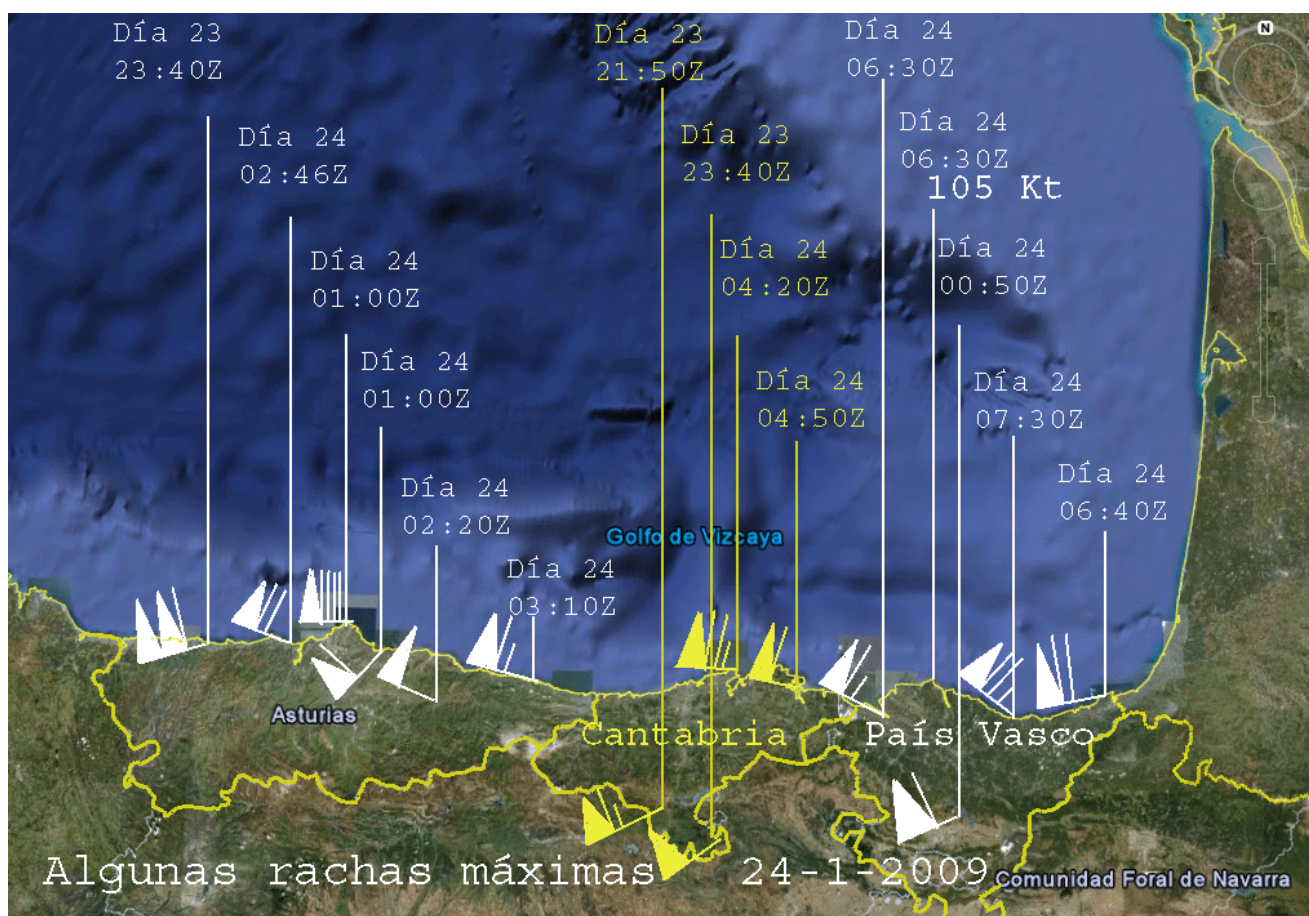 Día 23
23:40Z
Día 24
02:46Z
Día 24
01:00Z
Día 24
01:00Z
Día 24
02:20Z
Día 24
03:10Z
Día 23
21:50Z
Día 23
23:40Z
Día 24
04:20Z
Día 24
04:50Z
Día 24
06:30Z
Día 24
06:30Z
105 Kt
Día 24
00:50Z
Día 24
07:30Z
Día 24
06:40Z
N
Golfo de Vizcaya
Asturias
Cantabria
País Vasco
Algunas rachas máximas 24-1-2009
Comunidad Foral de Navarra